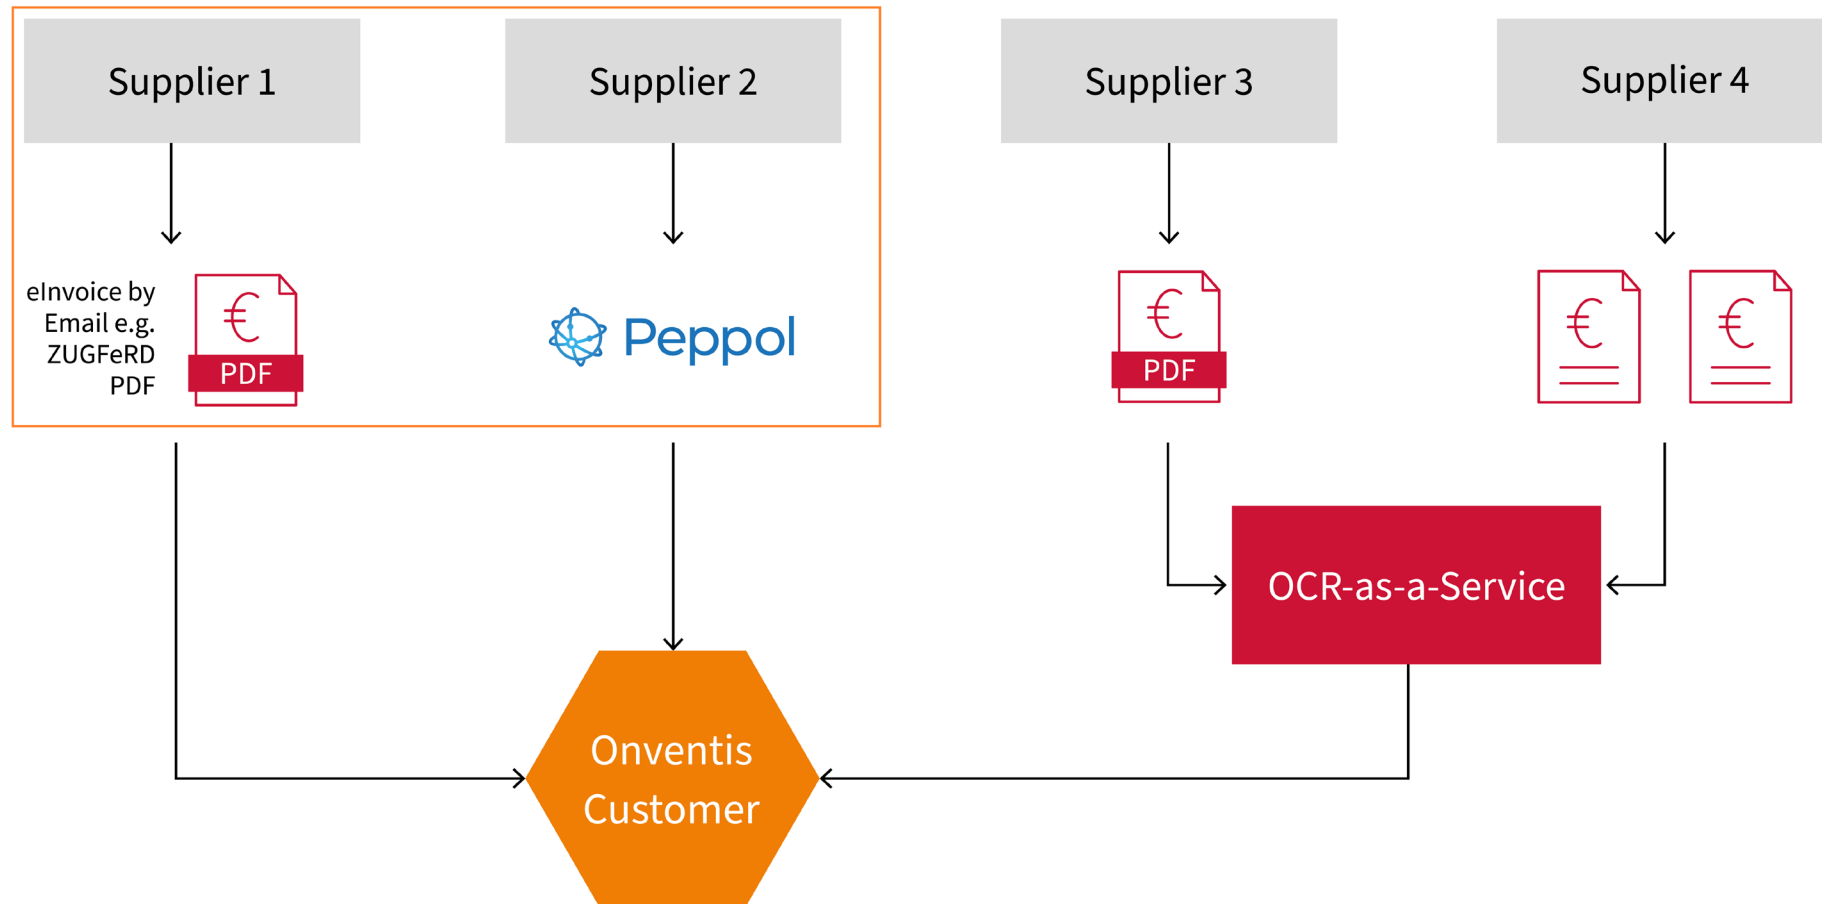 Supplier 1
Supplier 2
Supplier 3
Supplier 4
eInvoice by
Email e.g.
ZUGFeRD
PDF
€
PDF
Peppol
€
PDF
€
€
OCR-as-a-Service
Onventis
Customer